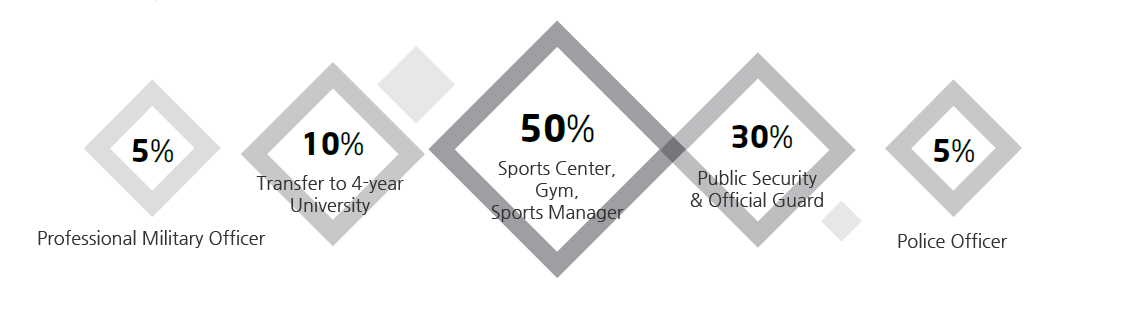 5%
Professional Military Officer
10%
Transfer to 4-year
University
50%
Sports Center,
Gym,
Sports Manager
30%
Public Security
& Official Guard
5%
Police Officer